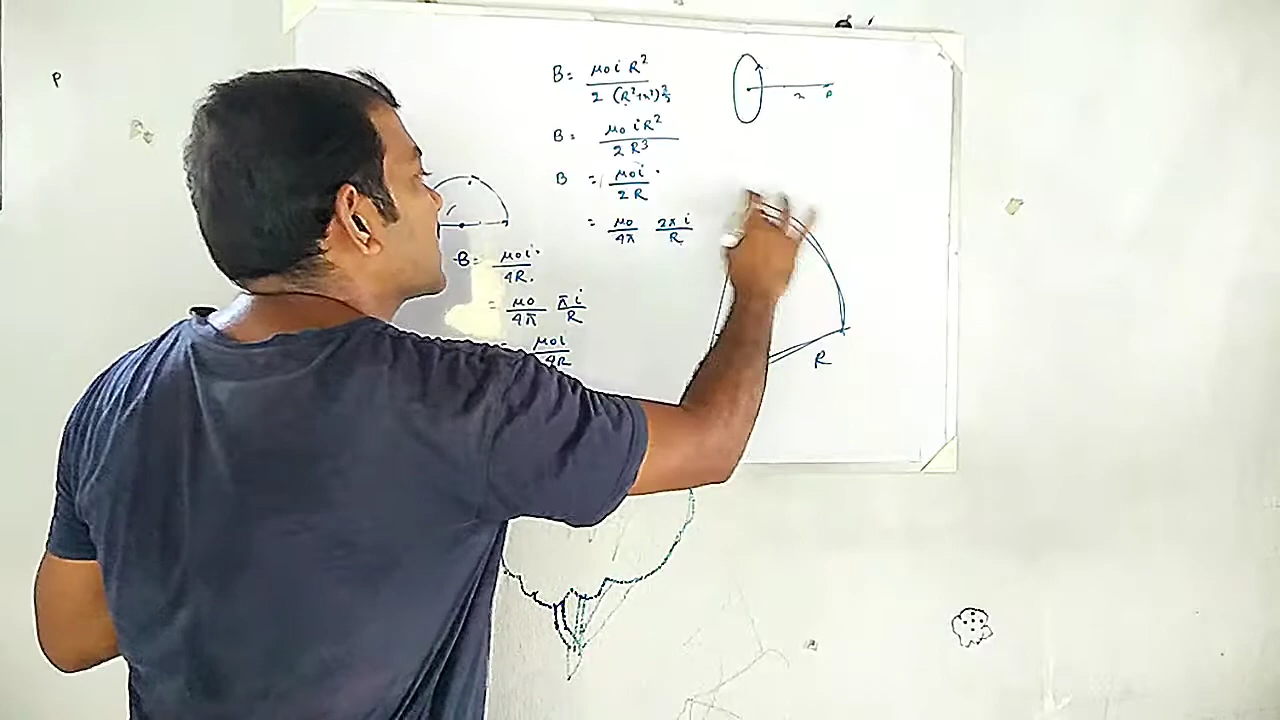 P
B = μ0 i R² / 2 (R²+x²)^3/2
x P
B = μ0 i R² / 2 R³
B = μ0 i / 2R
= μ0 / 4π 2π i / R
B = μ0 i / 4R
= μ0 / 4π π i / R
μ0 i / 4R
R